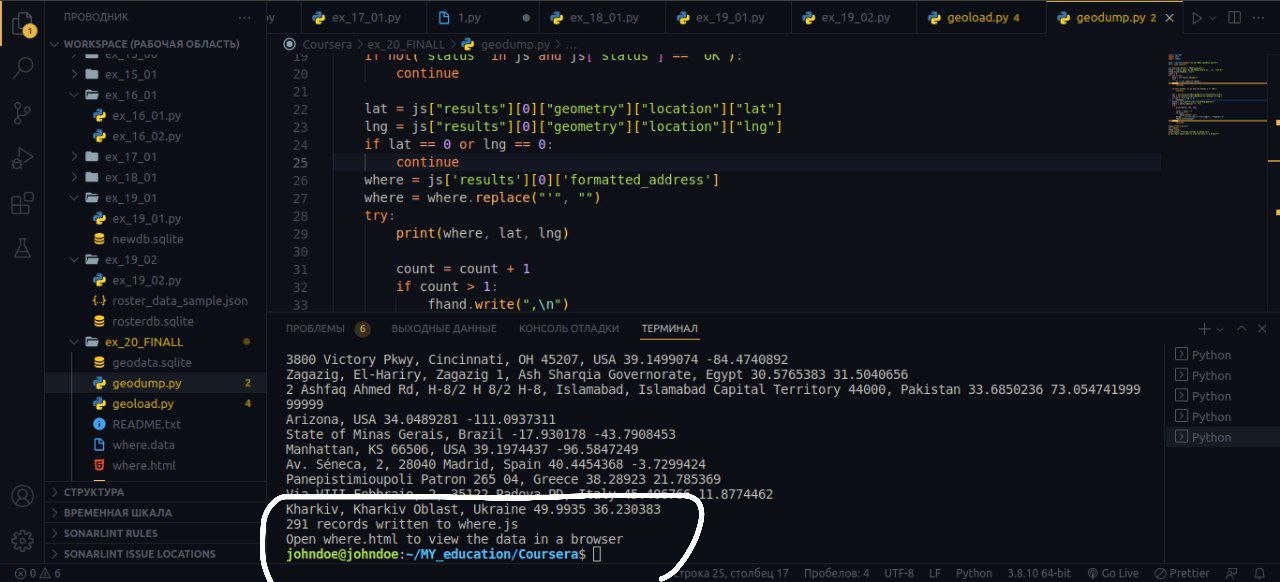 ПРОВОДНИК
ру
ex_17_01.py
1,py
ex_18_01.py
ex_19_01.py
ex_19_02.py
geoload.py 4
geodump.py 2
WORKSPACE (РАБОЧАЯ ОБЛАСТЬ)
ex_15_00
ex_15_01
ex_16_01
ex_16_01.py
ex_16_02.py
ex_17_01
ex_18_01
ex_19_01
ex_19_01.py
newdb.sqlite
ex_19_02
ex_19_02.py
roster_data_sample.json
rosterdb.sqlite
ex_20_FINALL
geodata.sqlite
geodump.py 2
geoload.py 4
README.txt
where.data
where.html
СТРУКТУРА
ВРЕМЕННАЯ ШКАЛА
SONARLINT RULES
SONARLINT ISSUE LOCATIONS
Coursera > ex_20_FINALL > geodump.py > ...
19 if not('status' in js and js['status'] == 'OK'):
20 continue
21
22 lat = js["results"][0]["geometry"]["location"]["lat"]
23 lng = js["results"][0]["geometry"]["location"]["lng"]
24 if lat == 0 or lng == 0:
25 continue
26 where = js['results'][0]['formatted_address']
27 where = where.replace("'", "")
28 try:
29 print(where, lat, lng)
30
31 count = count + 1
32 if count > 1:
33 fhand.write(",\n")
ПРОБЛЕМЫ 6 ВЫХОДНЫЕ ДАННЫЕ КОНСОЛЬ ОТЛАДКИ ТЕРМИНАЛ
3800 Victory Pkwy, Cincinnati, OH 45207, USA 39.1499074 -84.4740892
Zagazig, El-Hariry, Zagazig 1, Ash Sharqia Governorate, Egypt 30.5765383 31.5040656
2 Ashfaq Ahmed Rd, H-8/2 H 8/2 H-8, Islamabad, Islamabad Capital Territory 44000, Pakistan 33.6850236 73.054741999
99999
Arizona, USA 34.0489281 -111.0937311
State of Minas Gerais, Brazil -17.930178 -43.7908453
Manhattan, KS 66506, USA 39.1974437 -96.5847249
Av. Séneca, 2, 28040 Madrid, Spain 40.4454368 -3.7299424
Panepistimioupoli Patron 265 04, Greece 38.28923 21.785369
Via VIII Febbraio, 2, 35122 Padova PD, Italy 45.406766 11.8774462
Kharkiv, Kharkiv Oblast, Ukraine 49.9935 36.230383
291 records written to where.js
Open where.html to view the data in a browser
johndoe@johndoe:~/MY_education/Coursera$
Python
Python
Python
Python
Python
1
0 6
Строка 25, столбец 17 Пробелов: 4 UTF-8 LF Python 3.8.10 64-bit Go Live Prettier